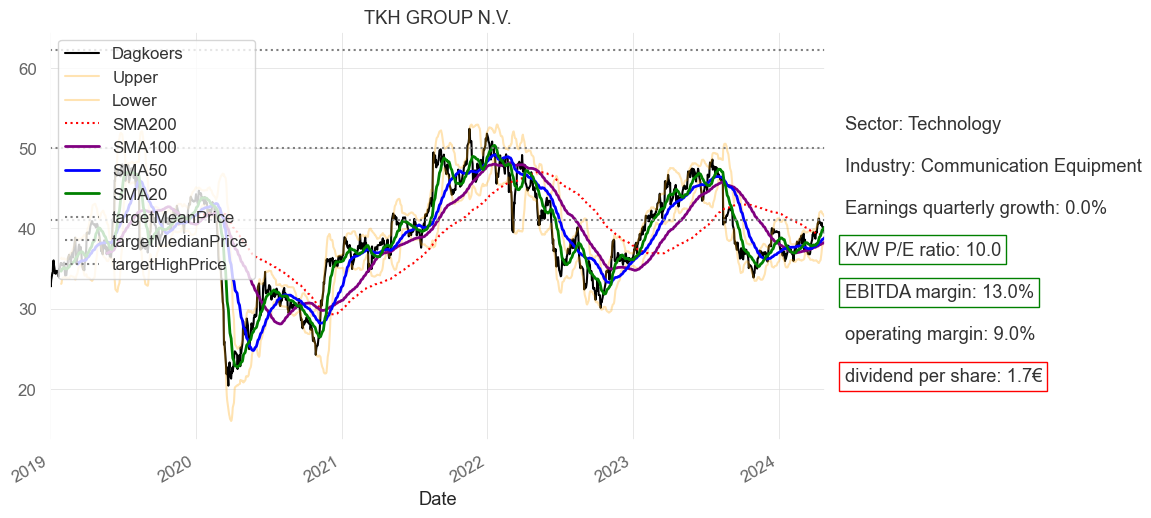 TKH GROUP N.V.
Dagkoers
Upper
Lower
SMA200
SMA100
SMA50
SMA20
targetMeanPrice
targetMedianPrice
targetHighPrice
60
50
40
30
20
2019
2020
2021
2022
2023
2024
Date
Sector: Technology
Industry: Communication Equipment
Earnings quarterly growth: 0.0%
K/W P/E ratio: 10.0
EBITDA margin: 13.0%
operating margin: 9.0%
dividend per share: 1.7€